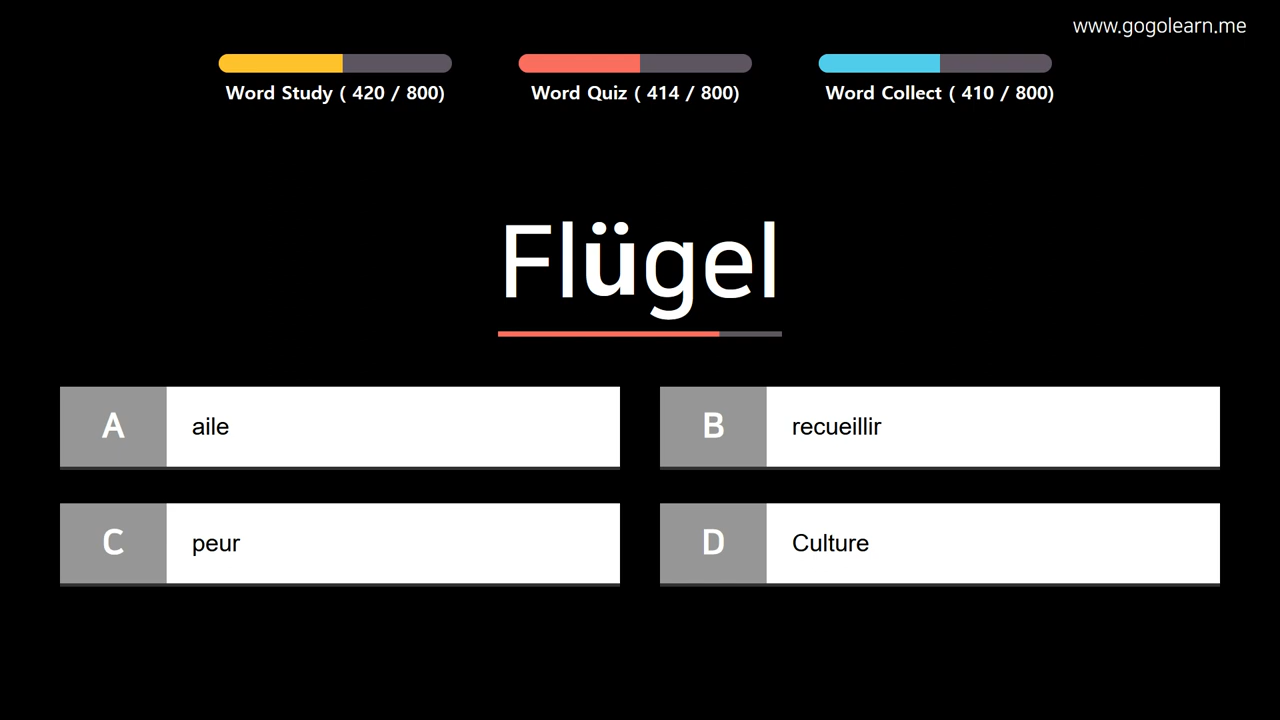 www.gogolearn.me
Word Study ( 420 / 800)
Word Quiz ( 414 / 800)
Word Collect ( 410 / 800)
Flügel
A aile
B recueillir
C peur
D Culture